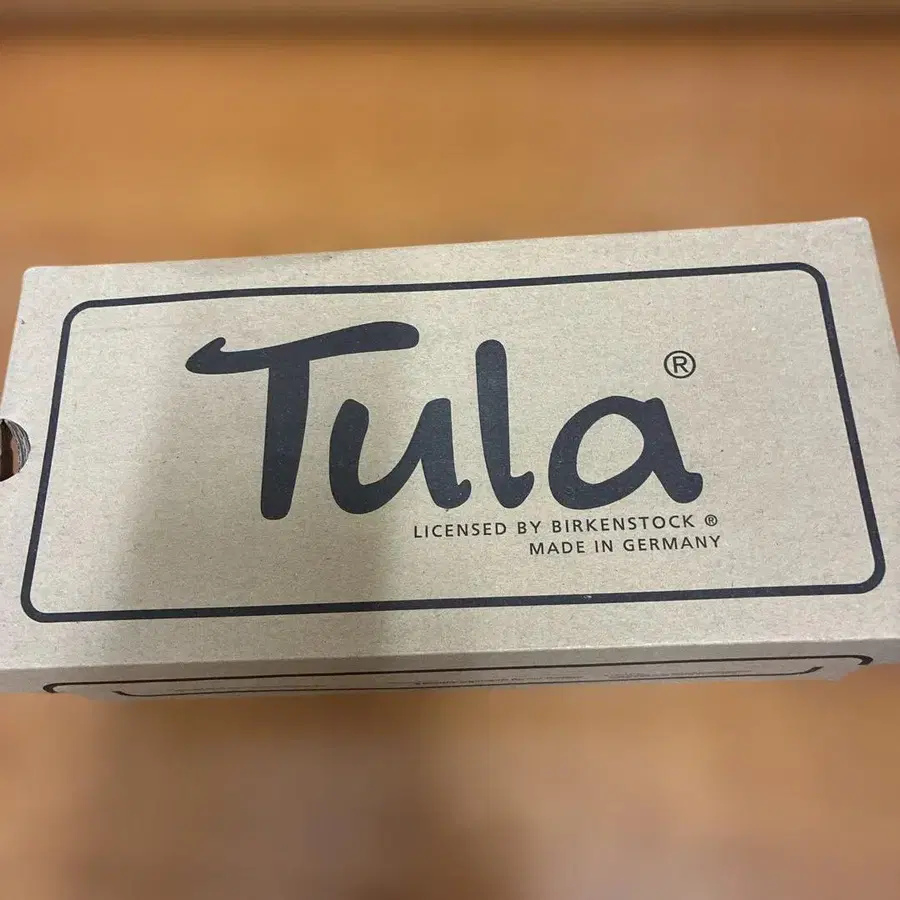 Tula ®
LICENSED BY BIRKENSTOCK ®
MADE IN GERMANY